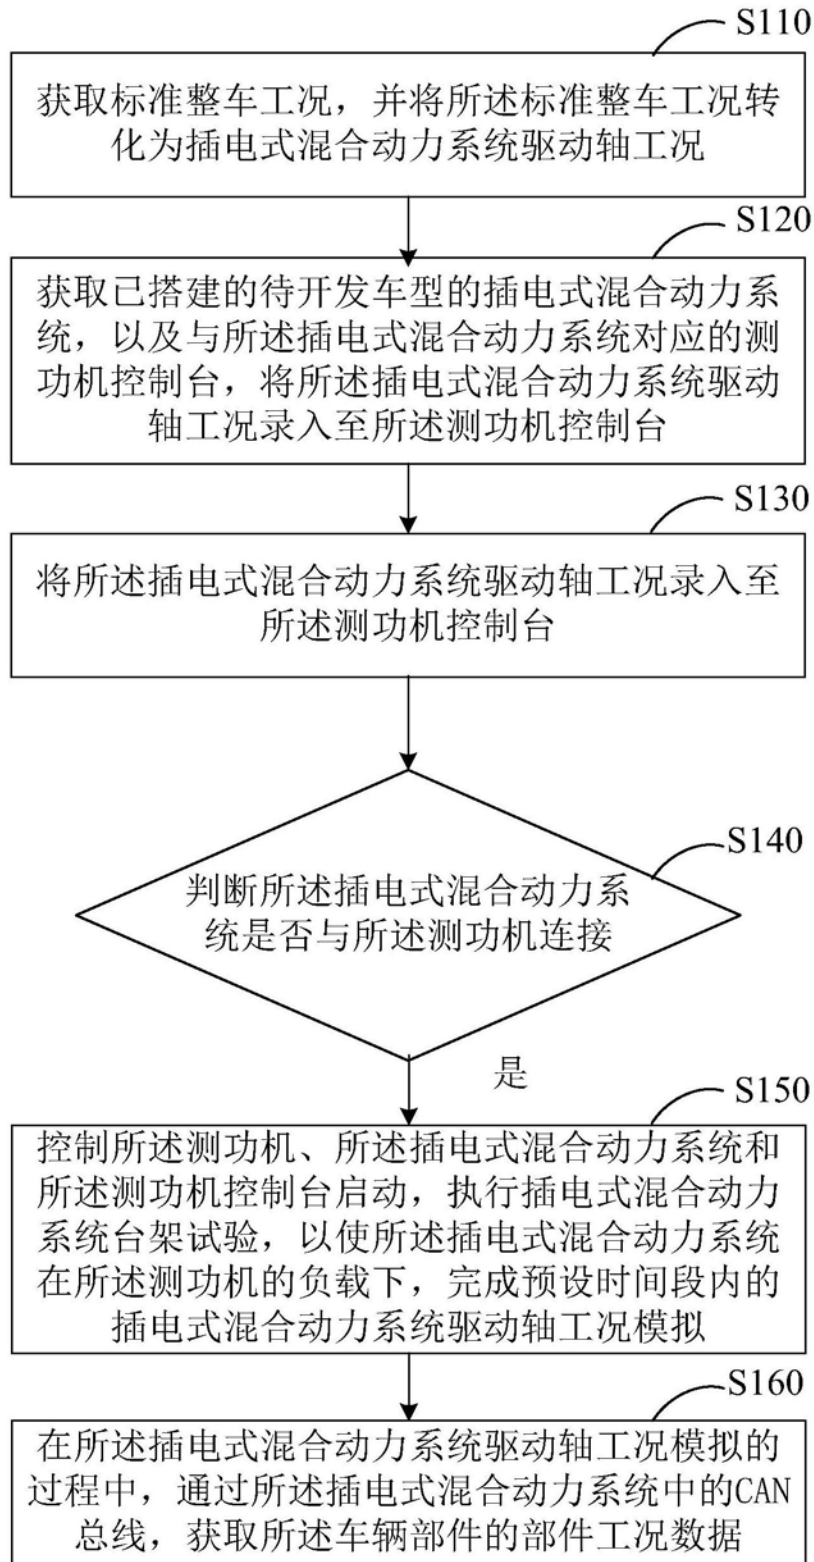 S110
获取标准整车工况，并将所述标准整车工况转
化为插电式混合动力系统驱动轴工况
S120
获取已搭建的待开发车型的插电式混合动力系
统，以及与所述插电式混合动力系统对应的测
功机控制台，将所述插电式混合动力系统驱动
轴工况录入至所述测功机控制台
S130
将所述插电式混合动力系统驱动轴工况录入至
所述测功机控制台
S140
判断所述插电式混合动力系
统是否与所述测功机连接
是
S150
控制所述测功机、所述插电式混合动力系统和
所述测功机控制台启动，执行插电式混合动力
系统台架试验，以使所述插电式混合动力系统
在所述测功机的负载下，完成预设时间段内的
插电式混合动力系统驱动轴工况模拟
S160
在所述插电式混合动力系统驱动轴工况模拟的
过程中，通过所述插电式混合动力系统中的CAN
总线，获取所述车辆部件的部件工况数据